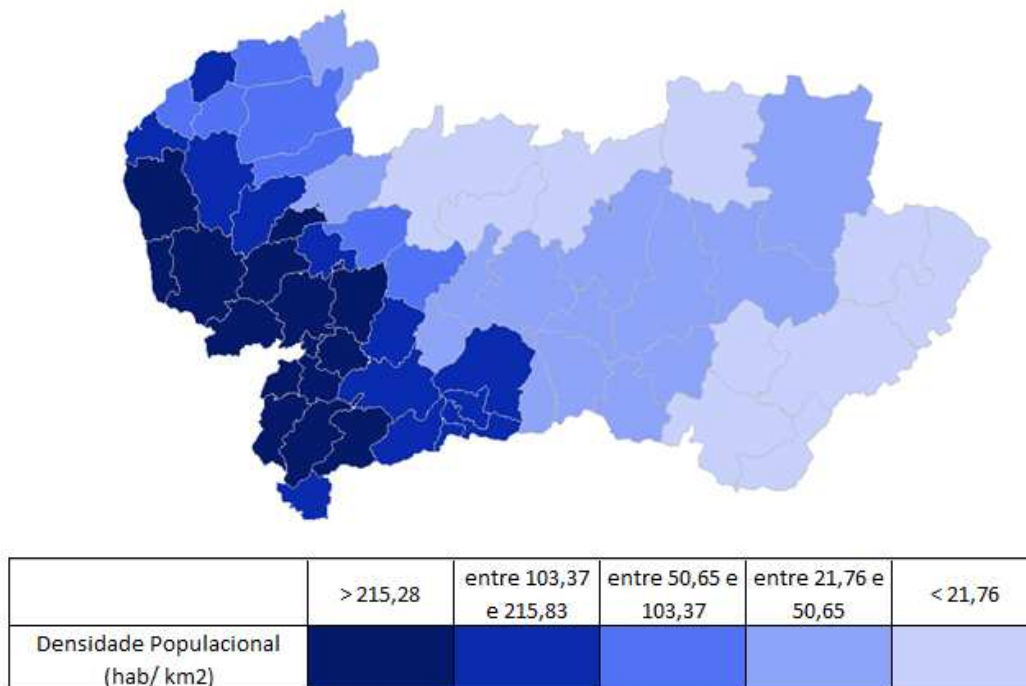 > 215,28
entre 103,37
e 215,83
entre 50,65 e
103,37
entre 21,76 e
50,65
< 21,76
Densidade Populacional
(hab/ km2)